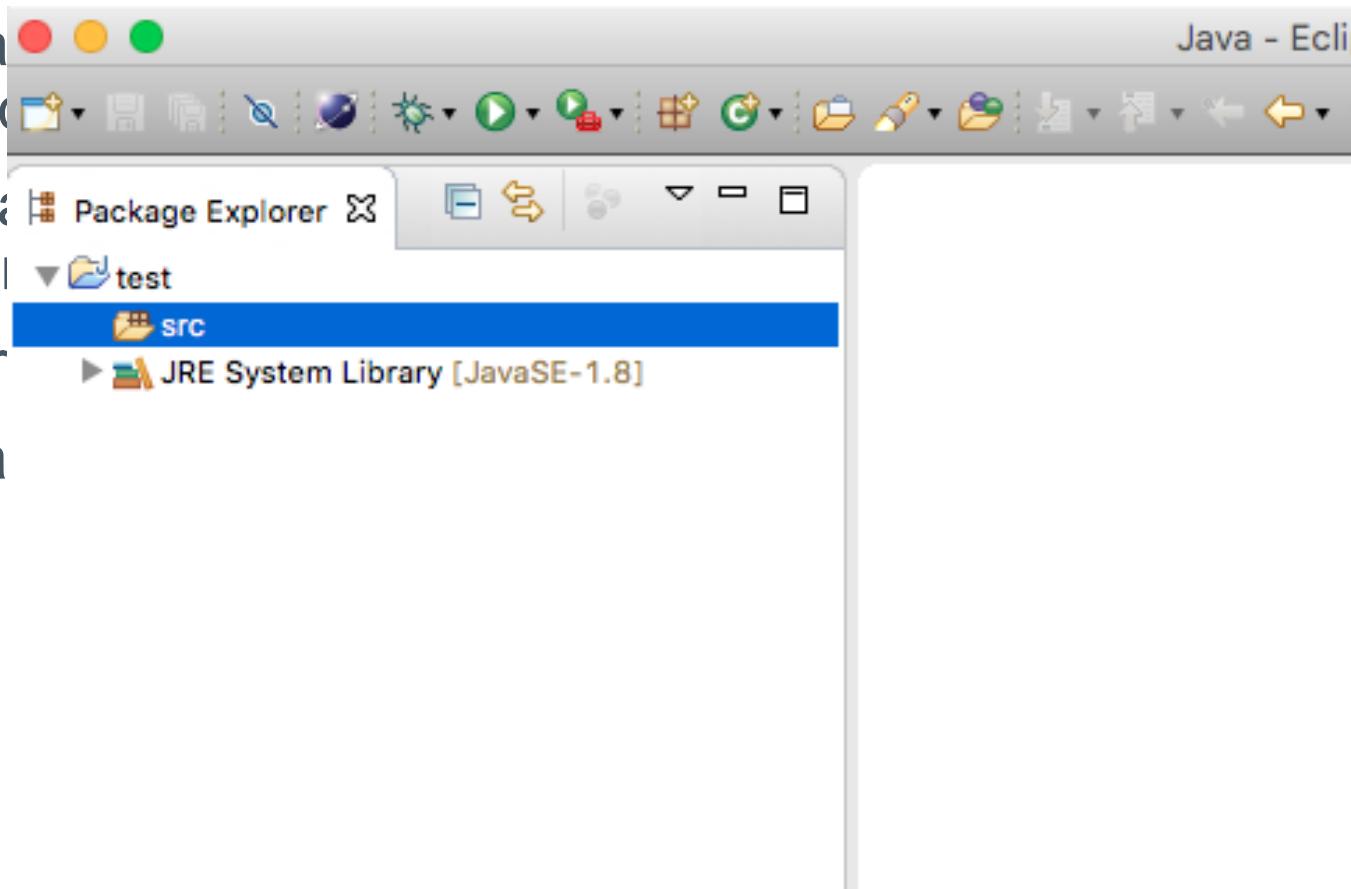 Java - Ecli
Package Explorer
test
src
JRE System Library [JavaSE-1.8]